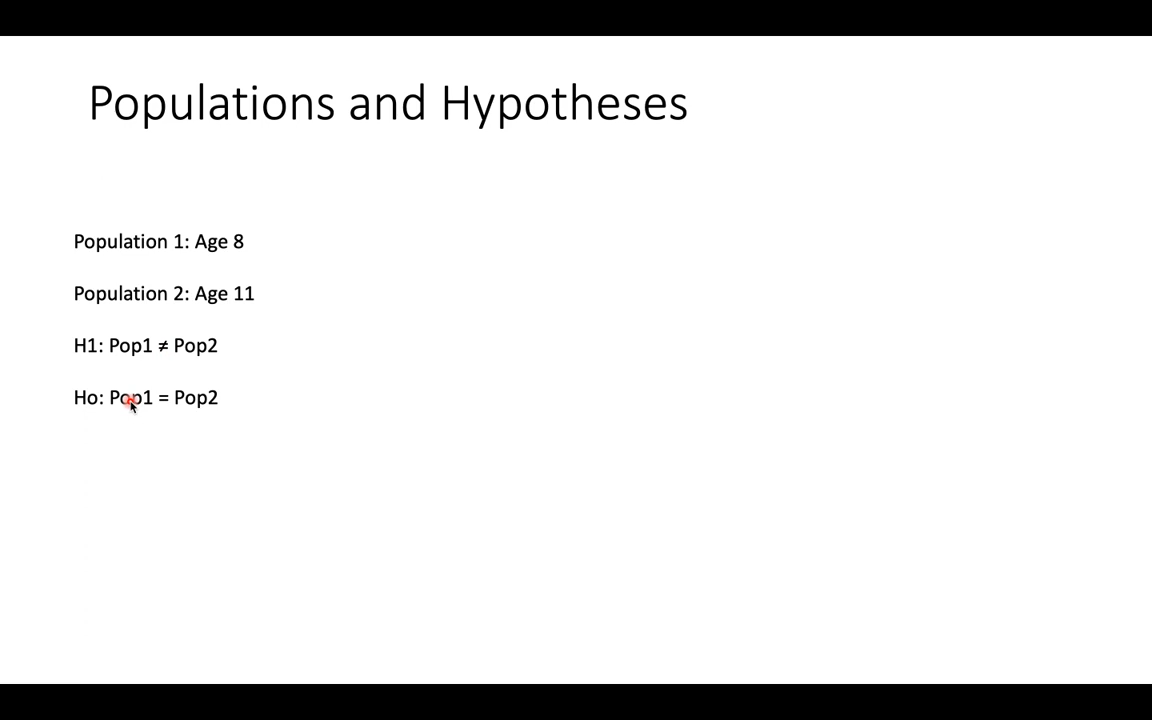 Populations and Hypotheses
Population 1: Age 8
Population 2: Age 11
H1: Pop1 ≠ Pop2
Ho: Pop1 = Pop2